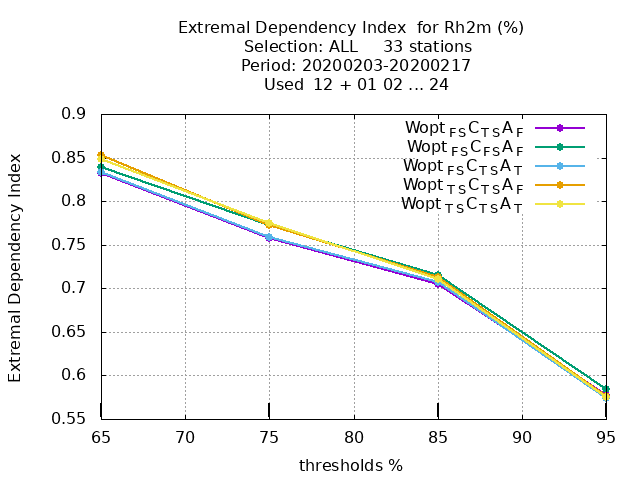 Extremal Dependency Index  for Rh2m (%)
Selection: ALL     33 stations
Period: 20200203-20200217
Used  12 + 01 02 ... 24
Wopt FS C TS A F
Wopt FS C FS A F
Wopt FS C TS A T
Wopt TS C TS A F
Wopt TS C TS A T
Extremal Dependency Index
0.9
0.85
0.8
0.75
0.7
0.65
0.6
0.55
65 70 75 80 85 90 95
thresholds %